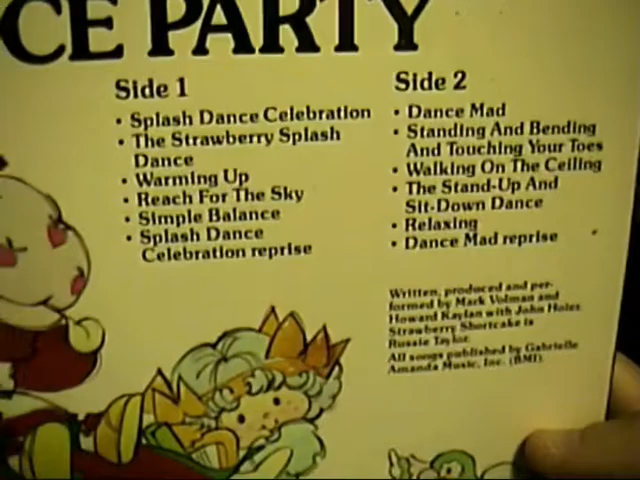 CE PARTY
Side 1
• Splash Dance Celebration
• The Strawberry Splash
Dance
• Warming Up
• Reach For The Sky
• Simple Balance
• Splash Dance
Celebration reprise
Side 2
• Dance Mad
• Standing And Bending
And Touching Your Toes
• Walking On The Ceiling
• The Stand-Up And
Sit-Down Dance
• Relaxing
• Dance Mad reprise
Written, produced and per-
formed by Mark Volman and
Howard Kaylan with John Hoier.
Strawberry Shortcake is
Russie Taylor.
All songs published by Gabrielle
Amanda Music, Inc. (BMI).